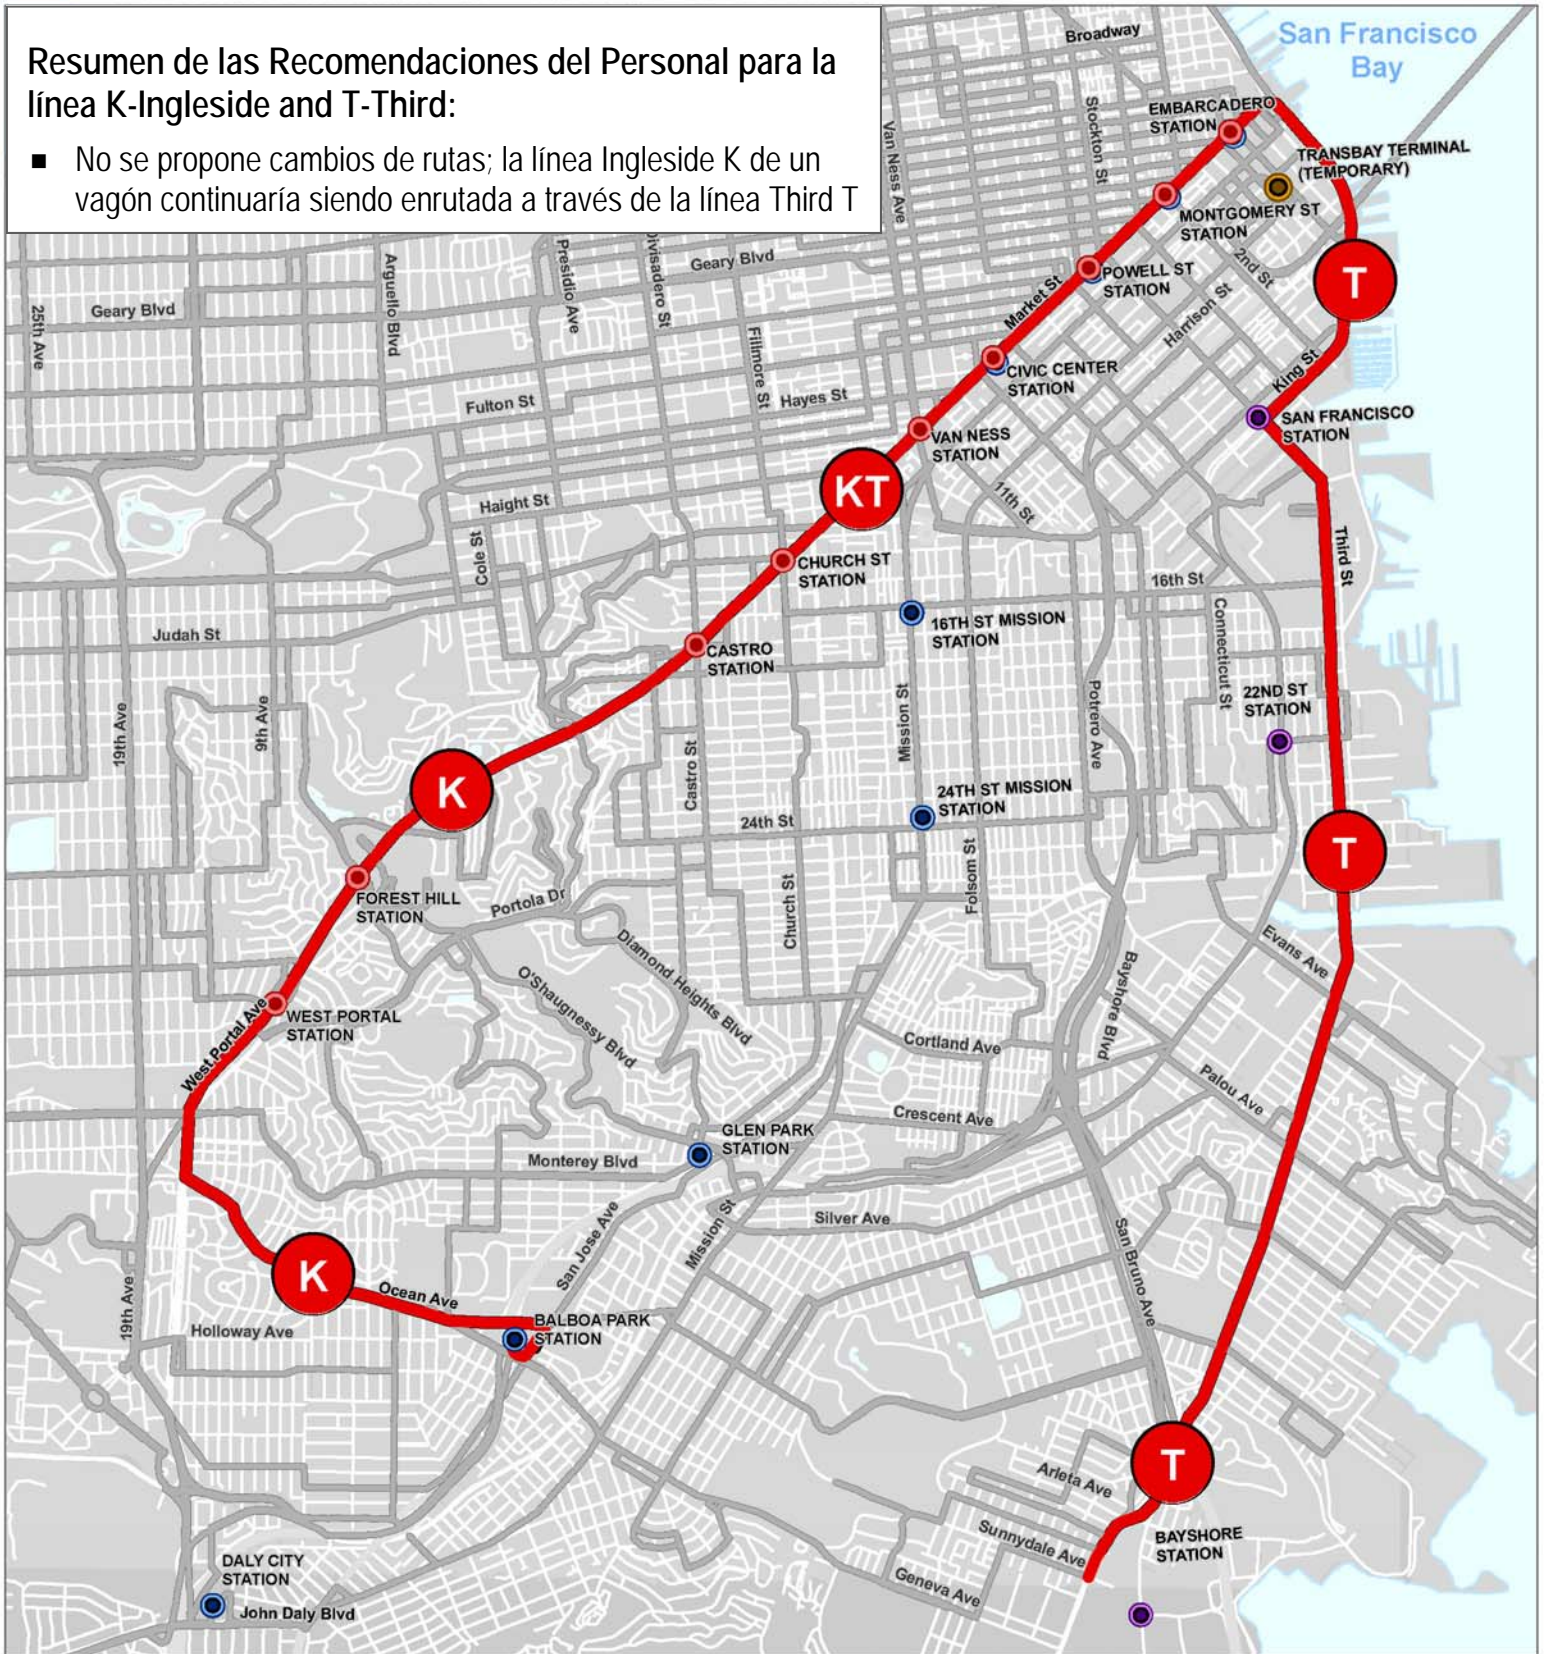 Resumen de las Recomendaciones del Personal para la
línea K-Ingleside and T-Third:
■ No se propone cambios de rutas; la línea Ingleside K de un
vagón continuaría siendo enrutada a través de la línea Third T
San Francisco
Bay
Broadway
Stockton St
Van Ness Ave
EMBARCADERO
STATION
TRANSBAY TERMINAL
(TEMPORARY)
MONTGOMERY ST
STATION
2nd St
POWELL ST
STATION
Market St
Harrison St
T
Geary Blvd
Geary Blvd
25th Ave
Arguello Blvd
Presidio Ave
Divisadero St
Fillmore St
CIVIC CENTER
STATION
King St
Fulton St
Hayes St
SAN FRANCISCO
STATION
VAN NESS
STATION
KT
Haight St
11th St
Cole St
CHURCH ST
STATION
Third St
16th St
Judah St
16TH ST MISSION
STATION
Connecticut St
CASTRO
STATION
22ND ST
STATION
19th Ave
9th Ave
Mission St
Potrero Ave
Castro St
K
24TH ST MISSION
STATION
24th St
T
Folsom St
FOREST HILL
STATION
Portola Dr
Church St
Diamond Heights Blvd
Evans Ave
O'Shaugnessy Blvd
Bayshore Blvd
WEST PORTAL
STATION
West Portal Ave
Cortland Ave
Palou Ave
Crescent Ave
GLEN PARK
STATION
Monterey Blvd
Silver Ave
San Jose Ave
Mission St
San Bruno Ave
K
Ocean Ave
19th Ave
Holloway Ave
BALBOA PARK
STATION
T
Arleta Ave
Sunnydale Ave
BAYSHORE
STATION
Geneva Ave
DALY CITY
STATION
John Daly Blvd